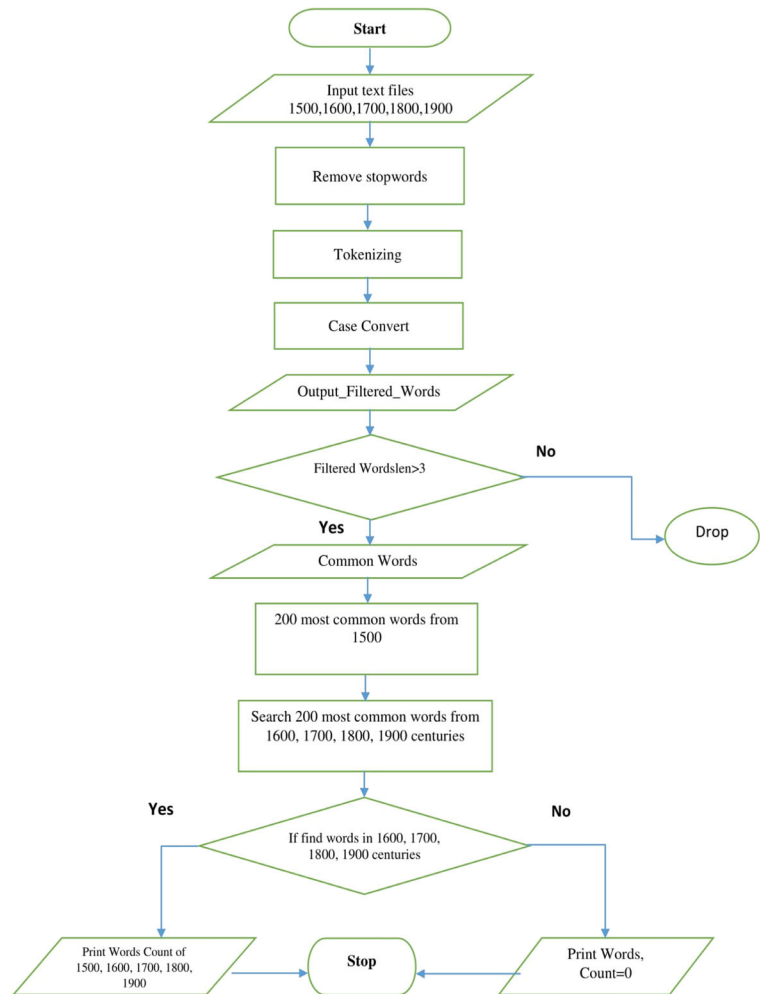 Start
Input text files
1500,1600,1700,1800,1900
Remove stopwords
Tokenizing
Case Convert
Output_Filtered_Words
Filtered Wordslen>3
No
Drop
Yes
Common Words
200 most common words from
1500
Search 200 most common words from
1600, 1700, 1800, 1900 centuries
Yes
No
If find words in 1600, 1700,
1800, 1900 centuries
Print Words Count of
1500, 1600, 1700, 1800,
1900
Stop
Print Words,
Count=0